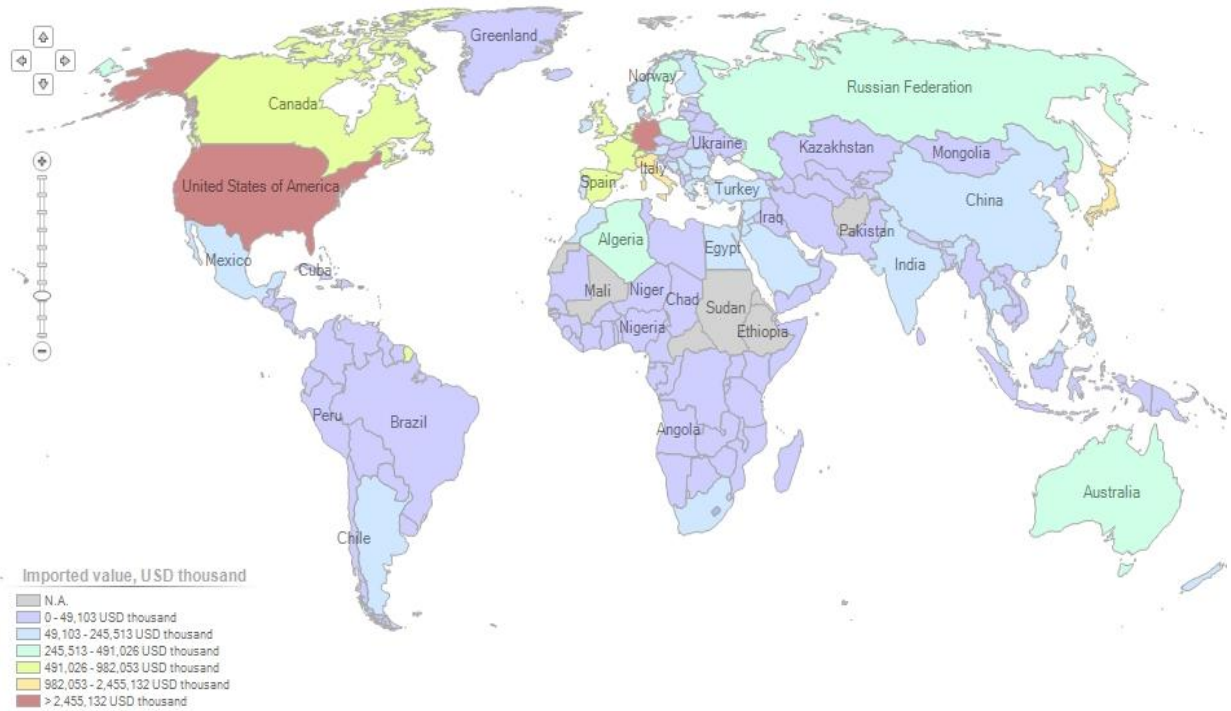 Greenland
Norway
Russian Federation
Canada
Ukraine
Kazakhstan
Mongolia
Italy
United States of America
Spain
Turkey
China
Iraq
Pakistan
Algeria
Egypt
Mexico
India
Cuba
Mali
Niger
Chad
Sudan
Nigeria
Ethiopia
Peru
Brazil
Angola
Australia
Chile
Imported value, USD thousand
N.A.
0 - 49,103 USD thousand
49,103 - 245,513 USD thousand
245,513 - 491,026 USD thousand
491,026 - 982,053 USD thousand
982,053 - 2,455,132 USD thousand
> 2,455,132 USD thousand